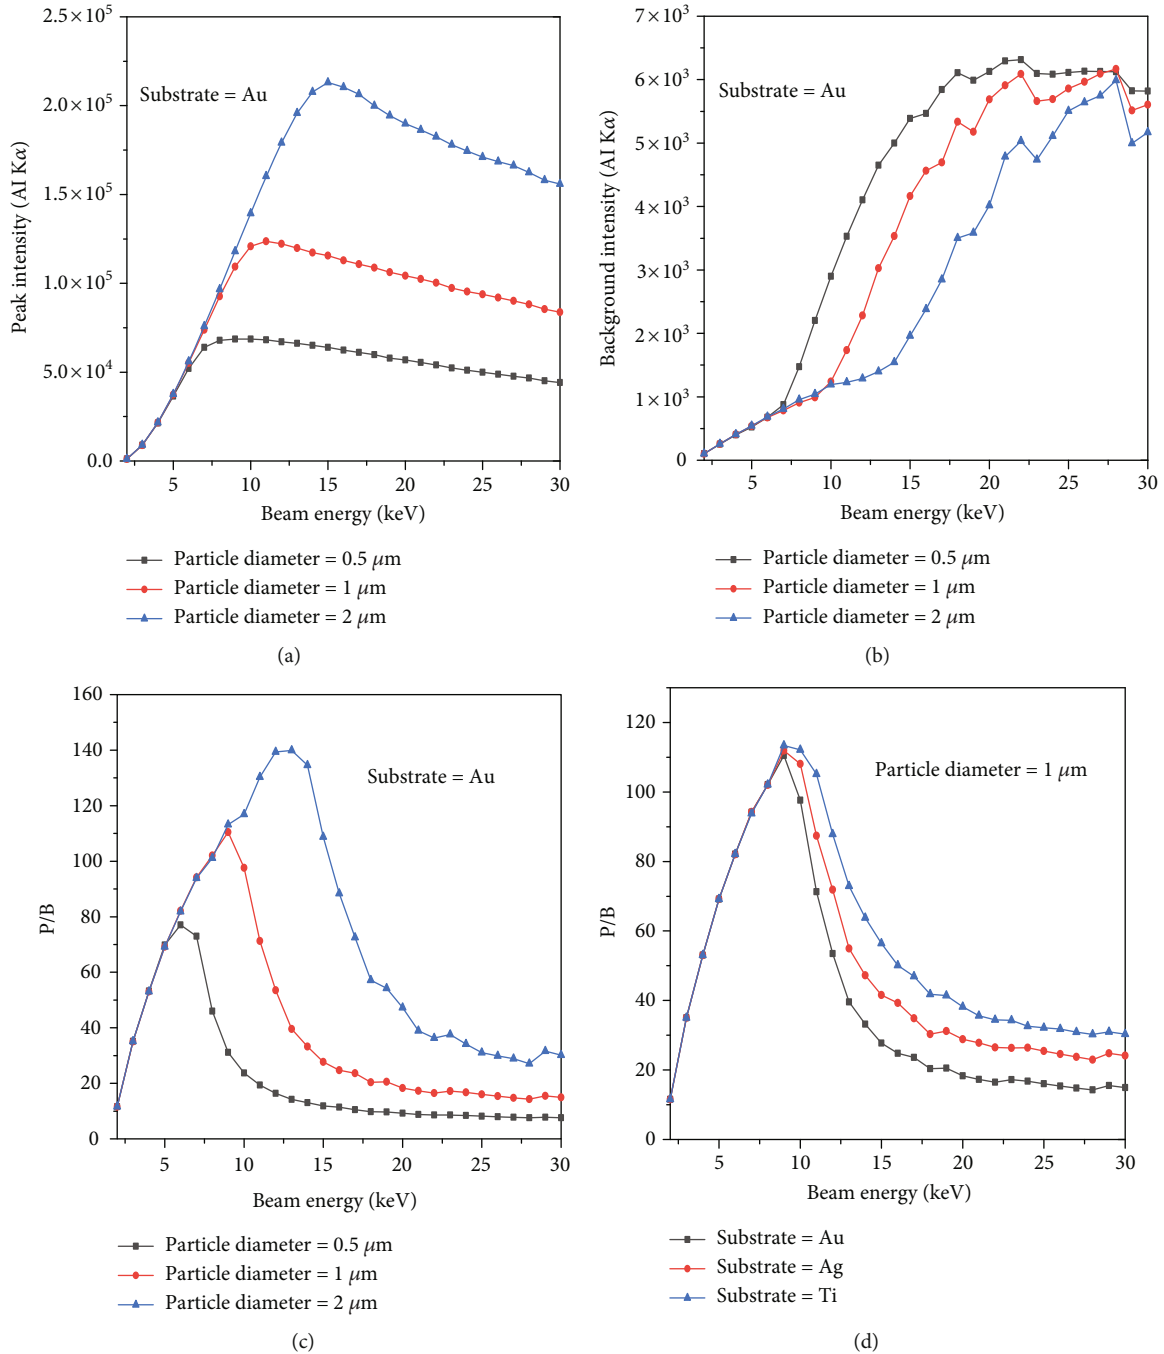 2.5×10⁵
2.0×10⁵
1.5×10⁵
1.0×10⁵
5.0×10⁴
0.0
Peak intensity (AI Kα)
Substrate = Au
5 10 15 20 25 30
Beam energy (keV)
Particle diameter = 0.5 μm
Particle diameter = 1 μm
Particle diameter = 2 μm
(a)
7×10³
6×10³
5×10³
4×10³
3×10³
2×10³
1×10³
0
Background intensity (AI Kα)
Substrate = Au
5 10 15 20 25 30
Beam energy (keV)
Particle diameter = 0.5 μm
Particle diameter = 1 μm
Particle diameter = 2 μm
(b)
160
140
120
100
80
60
40
20
0
P/B
Substrate = Au
5 10 15 20 25 30
Beam energy (keV)
Particle diameter = 0.5 μm
Particle diameter = 1 μm
Particle diameter = 2 μm
(c)
120
100
80
60
40
20
0
P/B
Particle diameter = 1 μm
5 10 15 20 25 30
Beam energy (keV)
Substrate = Au
Substrate = Ag
Substrate = Ti
(d)